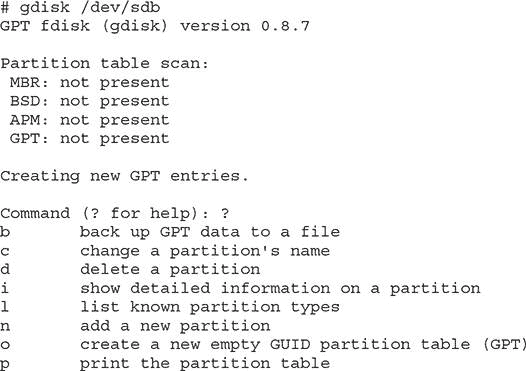 # gdisk /dev/sdb
GPT fdisk (gdisk) version 0.8.7
Partition table scan:
MBR: not present
BSD: not present
APM: not present
GPT: not present
Creating new GPT entries.
Command (? for help): ?
b back up GPT data to a file
c change a partition's name
d delete a partition
i show detailed information on a partition
l list known partition types
n add a new partition
o create a new empty GUID partition table (GPT)
p print the partition table